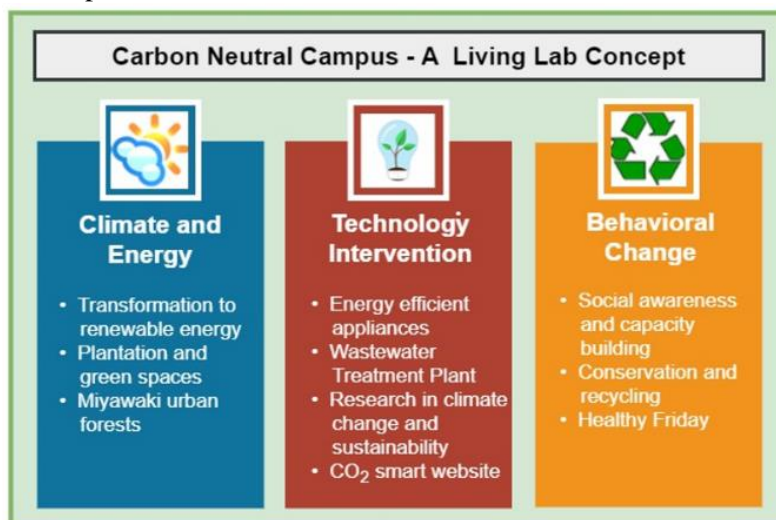 Carbon Neutral Campus - A Living Lab Concept
Climate and
Energy
• Transformation to
renewable energy
• Plantation and
green spaces
• Miyawaki urban
forests
Technology
Intervention
• Energy efficient
appliances
• Wastewater
Treatment Plant
• Research in climate
change and
sustainability
• CO₂ smart website
Behavioral
Change
• Social awareness
and capacity
building
• Conservation and
recycling
• Healthy Friday